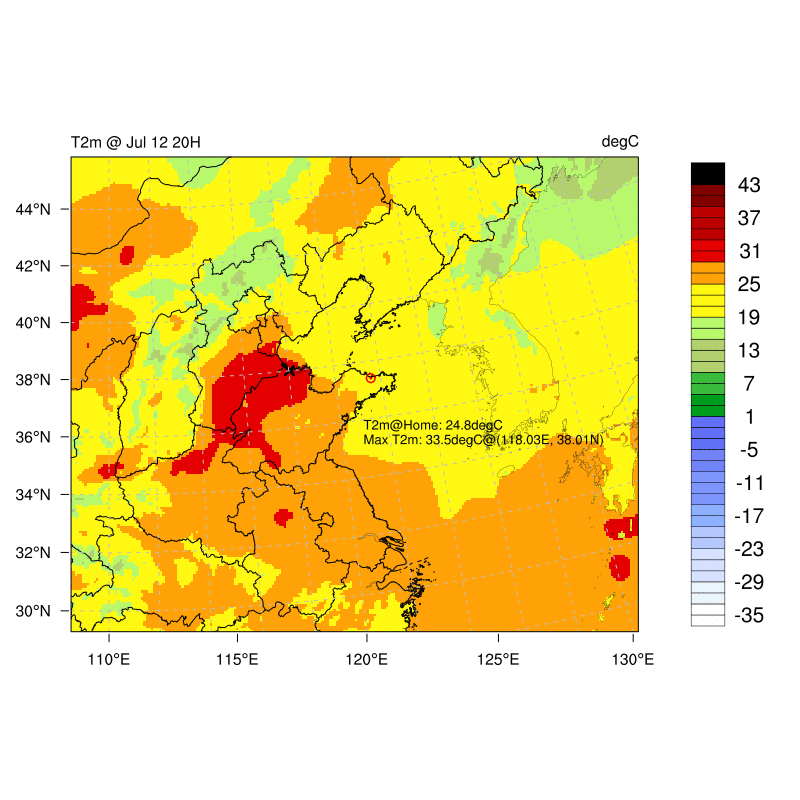 T2m @ Jul 12 20H
degC
44°N
42°N
40°N
38°N
36°N
34°N
32°N
30°N
T2m@Home: 24.8degC
Max T2m: 33.5degC@(118.03E, 38.01N)
110°E
115°E
120°E
125°E
130°E
43
37
31
25
19
13
7
1
-5
-11
-17
-23
-29
-35